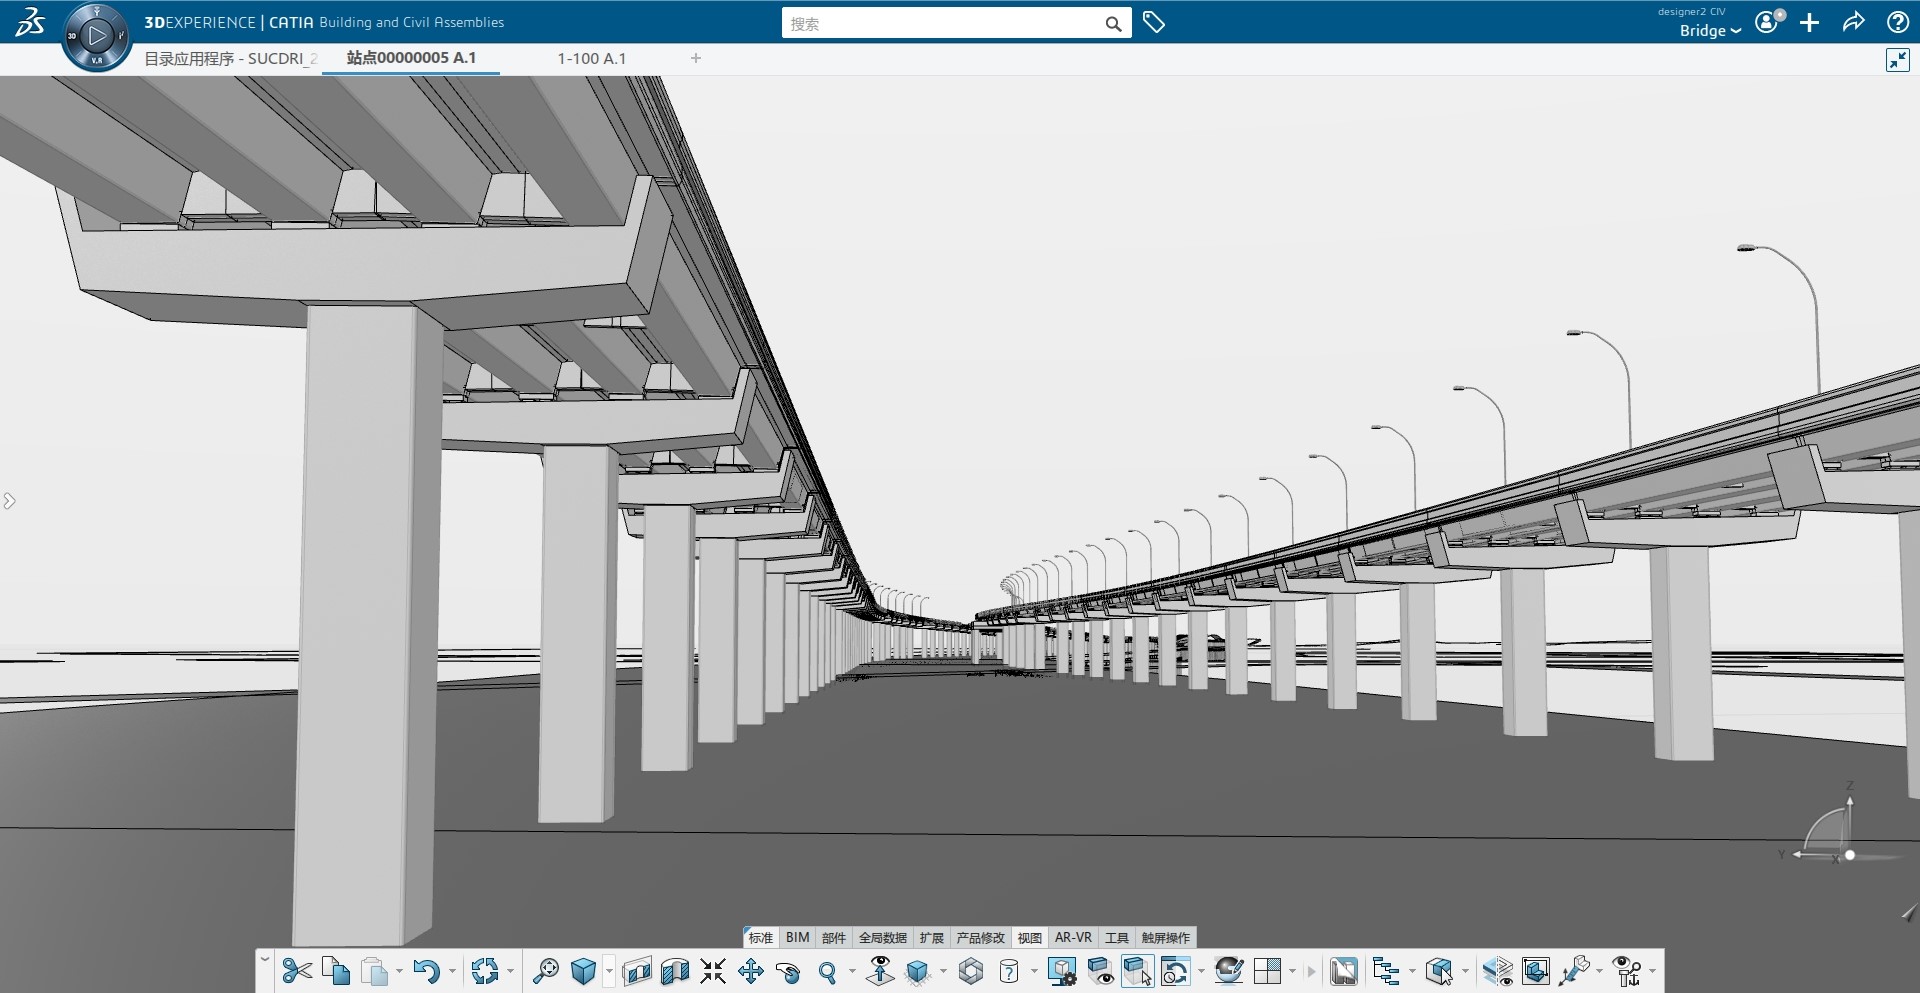 3DEXPERIENCE | CATIA Building and Civil Assemblies
3D
V.R
搜索
designer2 CIV
Bridge
目录应用程序 - SUCDRI_2
站点00000005 A.1
1-100 A.1
Z
Y
X
标准 BIM 部件 全局数据 扩展 产品修改 视图 AR-VR 工具 触屏操作